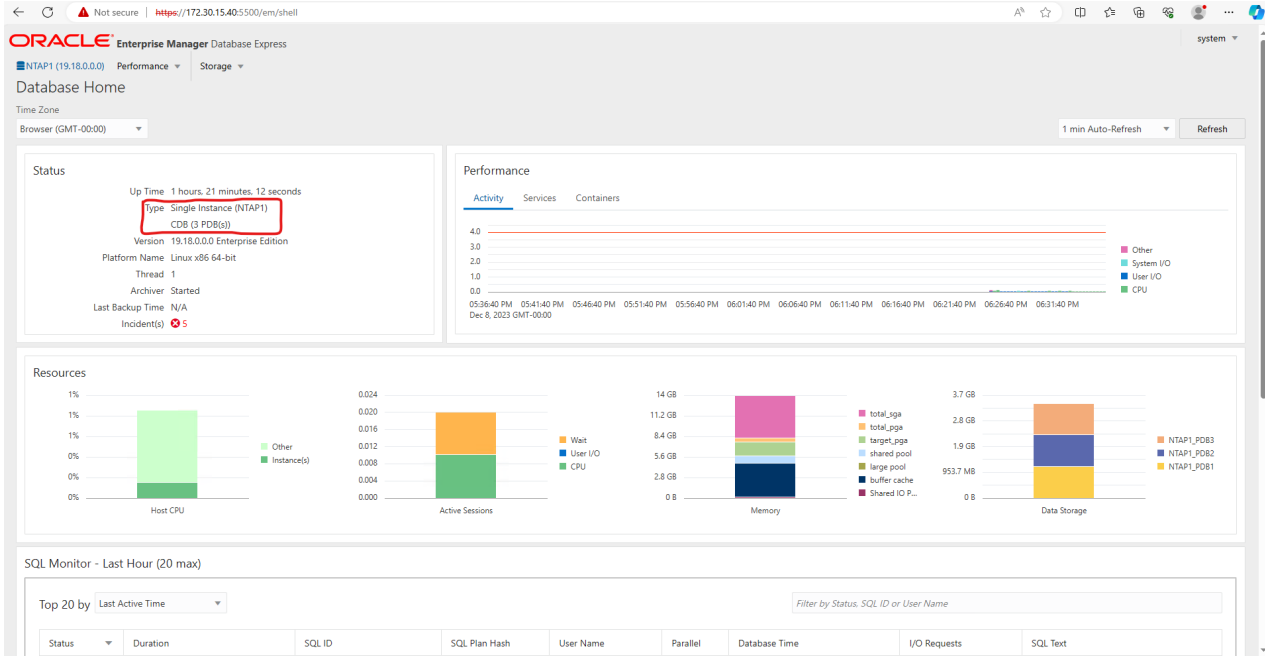 Not secure https://172.30.15.40:5500/em/shell
ORACLE Enterprise Manager Database Express
system
NTAP1 (19.18.0.0.0) Performance Storage
Database Home
Time Zone
Browser (GMT-00:00)
1 min Auto-Refresh Refresh
Status
Up Time 1 hours, 21 minutes, 12 seconds
Type Single Instance (NTAP1)
CDB (3 PDB(s))
Version 19.18.0.0.0 Enterprise Edition
Platform Name Linux x86 64-bit
Thread 1
Archiver Started
Last Backup Time N/A
Incident(s) 5
Performance
Activity Services Containers
4.0
3.0
2.0
1.0
0.0
05:36:40 PM 05:41:40 PM 05:46:40 PM 05:51:40 PM 05:56:40 PM 06:01:40 PM 06:06:40 PM 06:11:40 PM 06:16:40 PM 06:21:40 PM 06:26:40 PM 06:31:40 PM
Dec 8, 2023 GMT-00:00
Other
System I/O
User I/O
CPU
Resources
1%
1%
1%
0%
0%
0%
Host CPU
Other
Instance(s)
0.024
0.020
0.016
0.012
0.008
0.004
0.000
Active Sessions
Wait
User I/O
CPU
14 GB
11.2 GB
8.4 GB
5.6 GB
2.8 GB
0 B
Memory
total_sga
total_pga
target_pga
shared pool
large pool
buffer cache
Shared IO P...
3.7 GB
2.8 GB
1.9 GB
953.7 MB
0 B
Data Storage
NTAP1_PDB3
NTAP1_PDB2
NTAP1_PDB1
SQL Monitor - Last Hour (20 max)
Top 20 by Last Active Time
Filter by Status, SQL ID or User Name
Status Duration SQL ID SQL Plan Hash User Name Parallel Database Time I/O Requests SQL Text